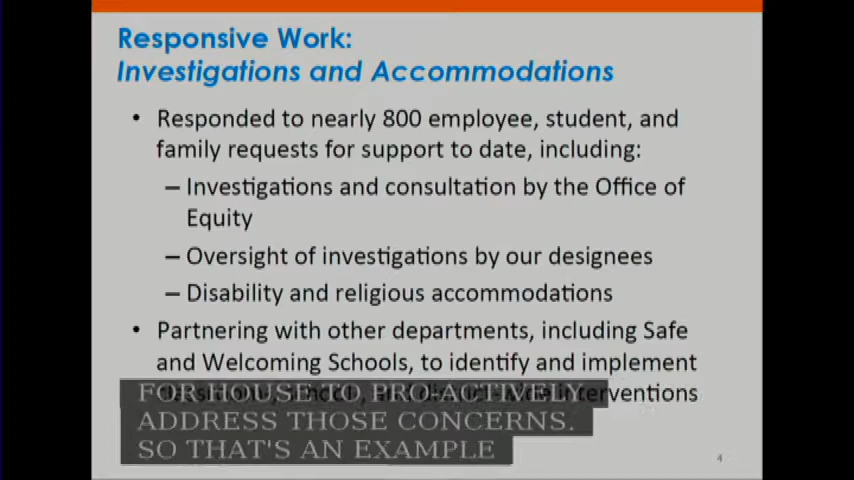 Responsive Work:
Investigations and Accommodations
• Responded to nearly 800 employee, student, and
family requests for support to date, including:
– Investigations and consultation by the Office of
Equity
– Oversight of investigations by our designees
– Disability and religious accommodations
• Partnering with other departments, including Safe
and Welcoming Schools, to identify and implement
interventions
FOR HOUSE TO PROACTIVELY
ADDRESS THOSE CONCERNS.
SO THAT'S AN EXAMPLE
4